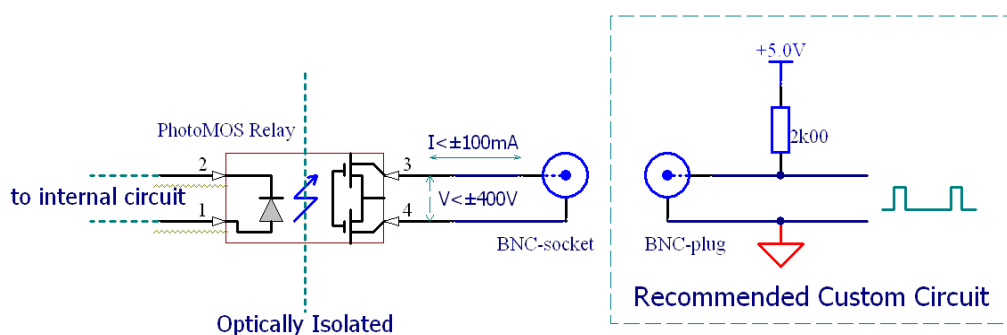 +5.0V
PhotoMOS Relay
I<±100mA
2k00
2
3
to internal circuit
V<±400V
1
4
BNC-socket
BNC-plug
Recommended Custom Circuit
Optically Isolated